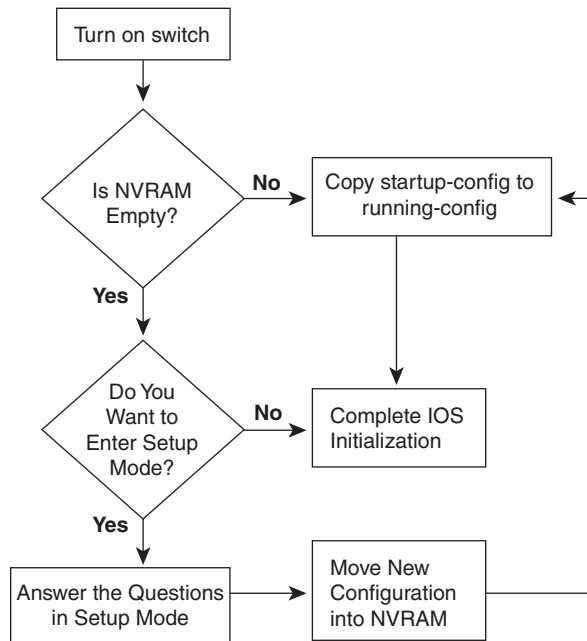 Turn on switch
Is NVRAM
Empty?
No
Copy startup-config to
running-config
Yes
Do You
Want to
Enter Setup
Mode?
No
Complete IOS
Initialization
Yes
Answer the Questions
in Setup Mode
Move New
Configuration
into NVRAM